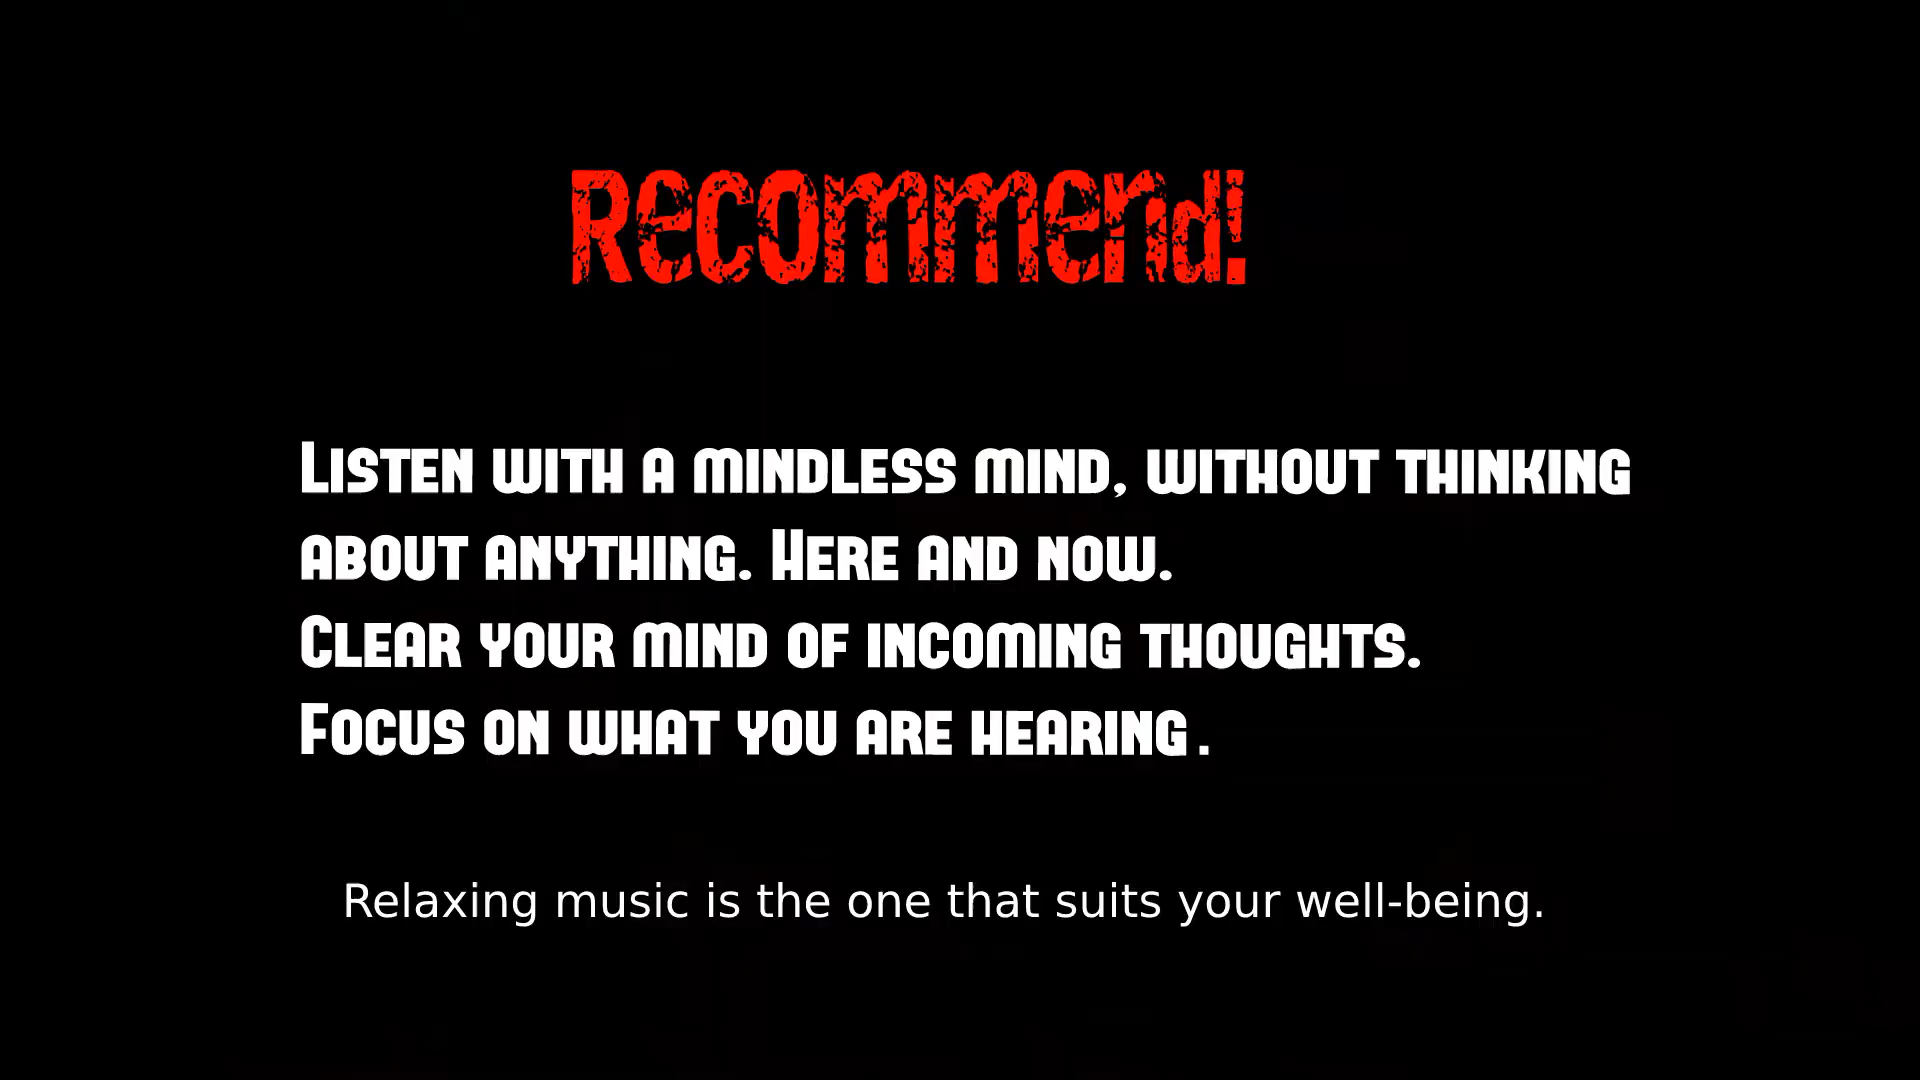 Recommend!
Listen with a mindless mind, without thinking
about anything. Here and now.
Clear your mind of incoming thoughts.
Focus on what you are hearing .
Relaxing music is the one that suits your well-being.